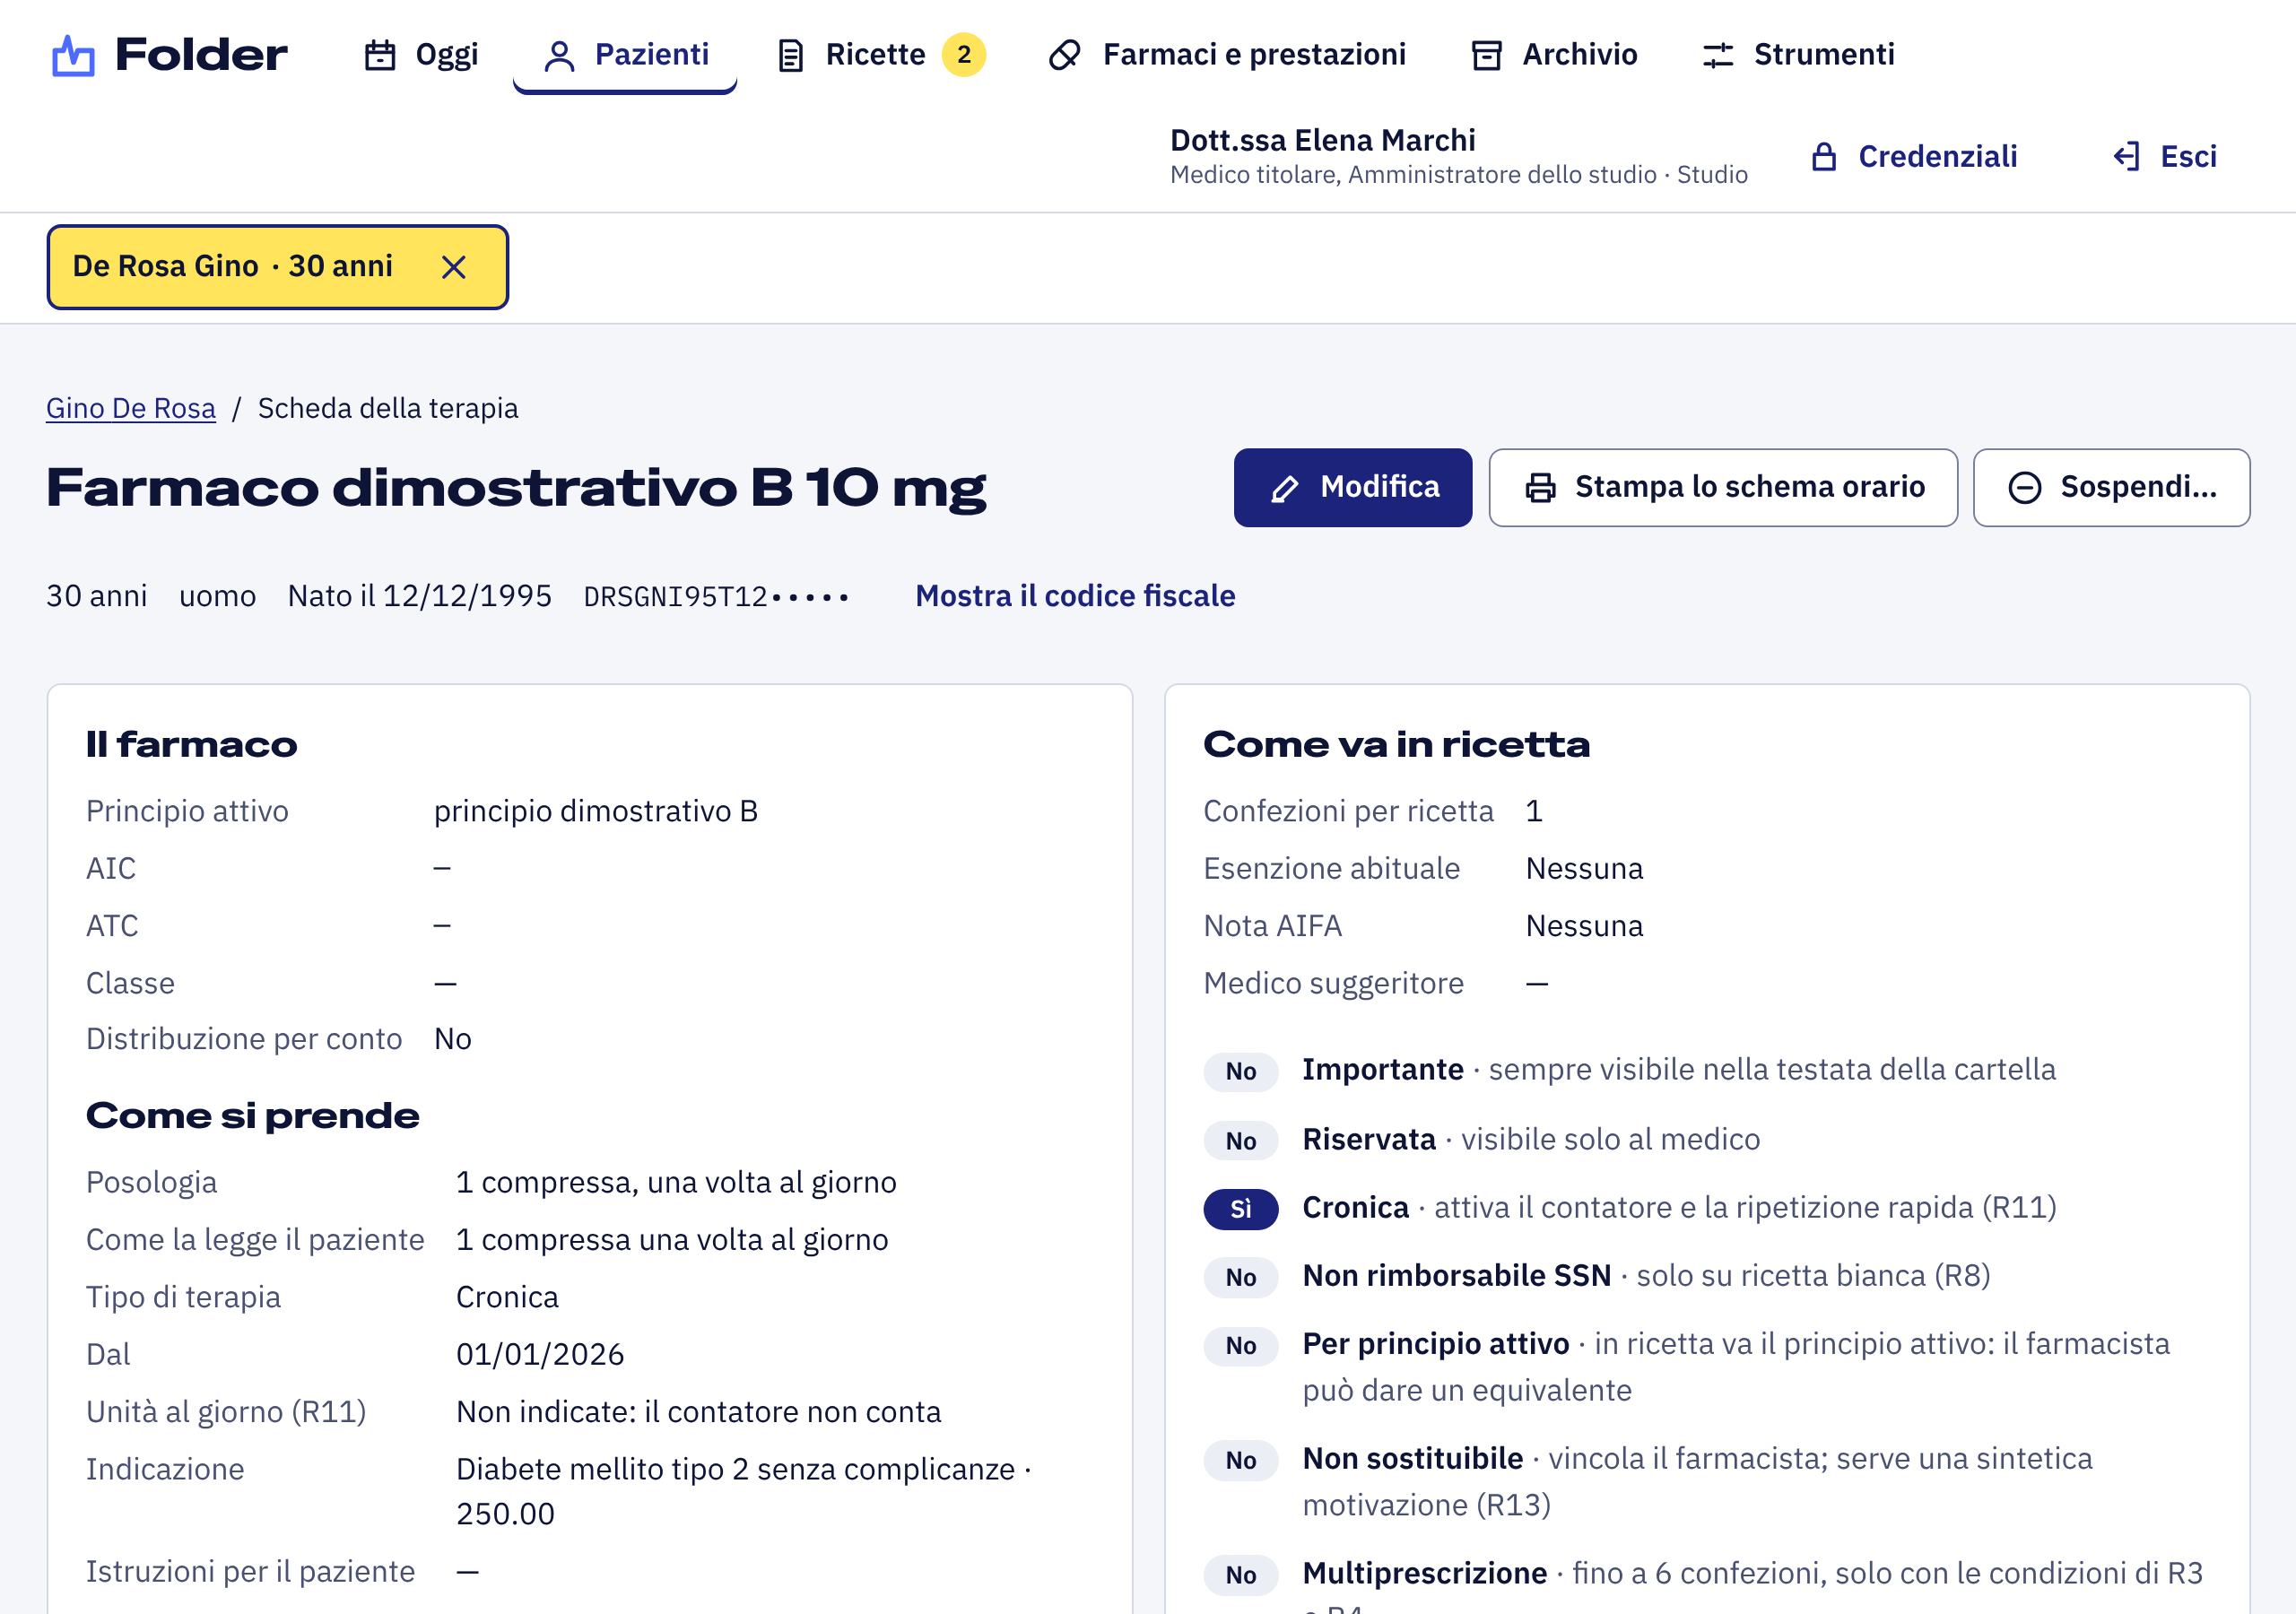 Folder
Oggi
Pazienti
Ricette 2
Farmaci e prestazioni
Archivio
Strumenti
Dott.ssa Elena Marchi
Medico titolare, Amministratore dello studio · Studio
Credenziali
Esci
De Rosa Gino · 30 anni
Gino De Rosa / Scheda della terapia
Farmaco dimostrativo B 10 mg
Modifica
Stampa lo schema orario
Sospendi...
30 anni uomo Nato il 12/12/1995 DRSGNI95T12••••• Mostra il codice fiscale
Il farmaco
Principio attivo principio dimostrativo B
AIC –
ATC –
Classe —
Distribuzione per conto No
Come si prende
Posologia 1 compressa, una volta al giorno
Come la legge il paziente 1 compressa una volta al giorno
Tipo di terapia Cronica
Dal 01/01/2026
Unità al giorno (R11) Non indicate: il contatore non conta
Indicazione Diabete mellito tipo 2 senza complicanze ·
250.00
Istruzioni per il paziente —
Come va in ricetta
Confezioni per ricetta 1
Esenzione abituale Nessuna
Nota AIFA Nessuna
Medico suggeritore —
No Importante · sempre visibile nella testata della cartella
No Riservata · visibile solo al medico
Sì Cronica · attiva il contatore e la ripetizione rapida (R11)
No Non rimborsabile SSN · solo su ricetta bianca (R8)
No Per principio attivo · in ricetta va il principio attivo: il farmacista
può dare un equivalente
No Non sostituibile · vincola il farmacista; serve una sintetica
motivazione (R13)
No Multiprescrizione · fino a 6 confezioni, solo con le condizioni di R3